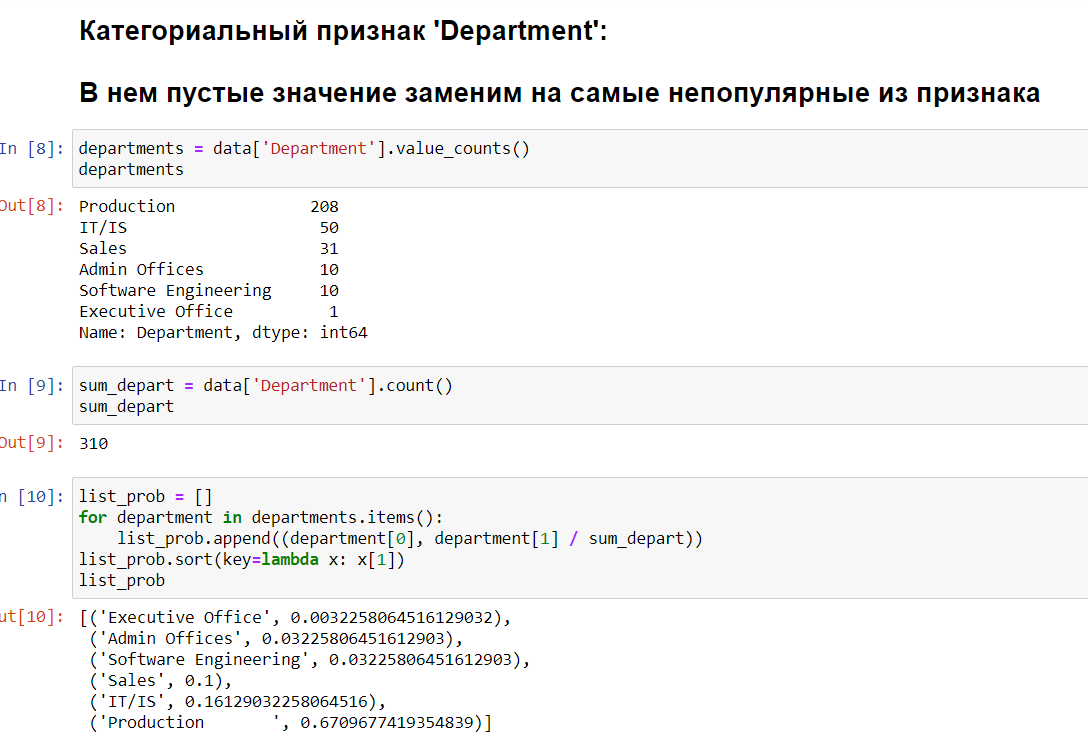 Категориальный признак 'Department':
В нем пустые значение заменим на самые непопулярные из признака
In [8]: departments = data['Department'].value_counts()
departments
Out[8]: Production 208
IT/IS 50
Sales 31
Admin Offices 10
Software Engineering 10
Executive Office 1
Name: Department, dtype: int64
In [9]: sum_depart = data['Department'].count()
sum_depart
Out[9]: 310
n [10]: list_prob = []
for department in departments.items():
    list_prob.append((department[0], department[1] / sum_depart))
list_prob.sort(key=lambda x: x[1])
list_prob
ut[10]: [('Executive Office', 0.0032258064516129032),
('Admin Offices', 0.03225806451612903),
('Software Engineering', 0.03225806451612903),
('Sales', 0.1),
('IT/IS', 0.16129032258064516),
('Production       ', 0.6709677419354839)]